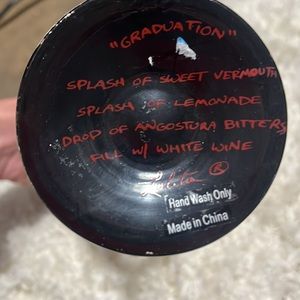 "GRADUATION"
SPLASH OF SWEET VERMOUTH
SPLASH OF LEMONADE
DROP OF ANGOSTURA BITTERS
FILL W/ WHITE WINE
Lolita ®
Hand Wash Only
Made in China